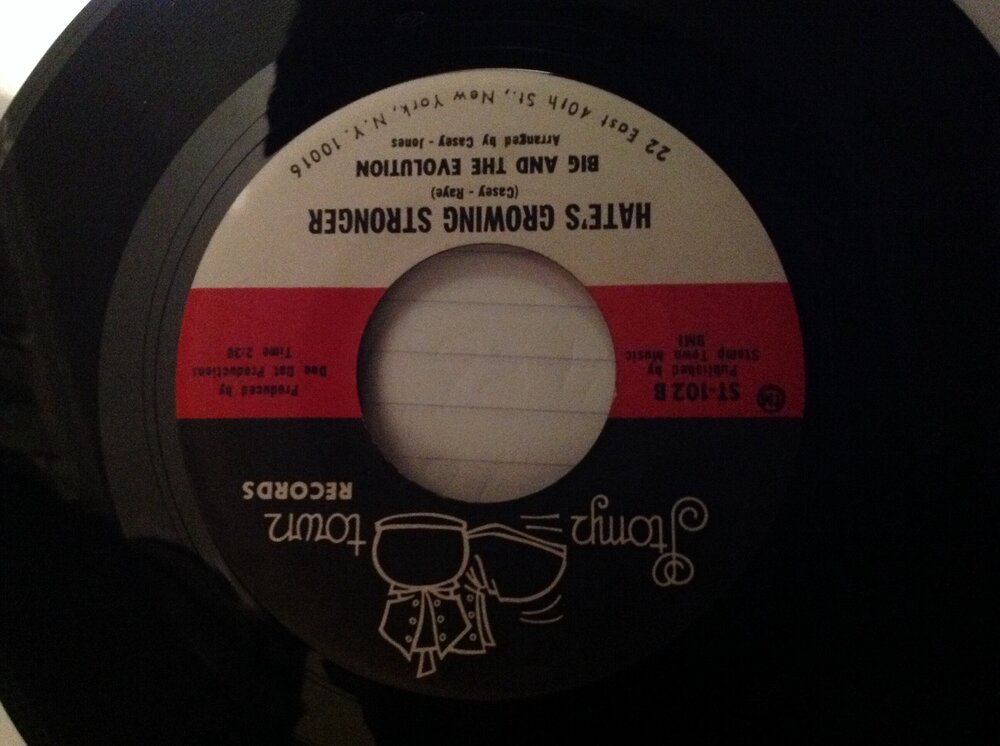 Stomp town
RECORDS
ST-102 B
Published by
Stomp Town Music
BMI
Produced by
Dee Dat Productions
Time 2:30
HATE'S GROWING STRONGER
(Casey - Raye)
BIG AND THE EVOLUTION
Arranged by Casey - Jones
22 East 40th St., New York, N.Y. 10016